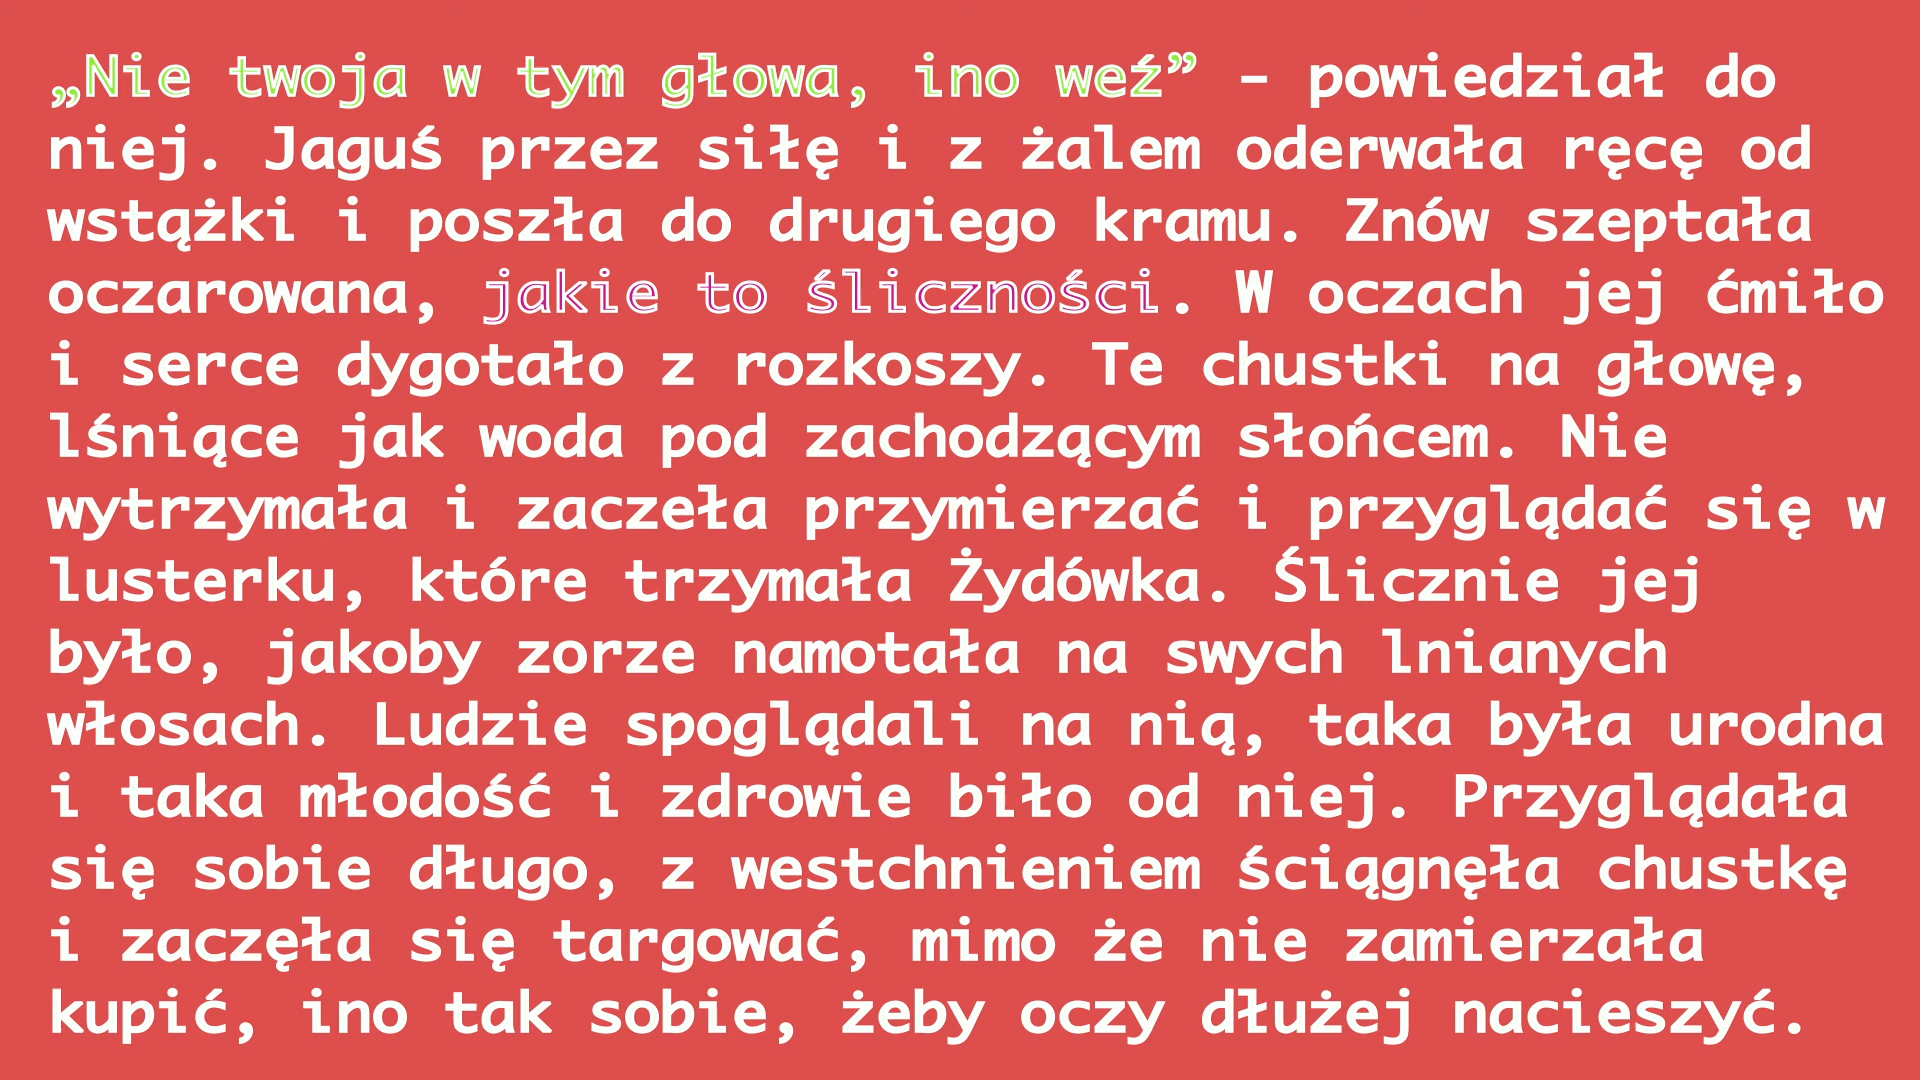 „Nie twoja w tym głowa, ino weź” – powiedział do
niej. Jaguś przez siłę i z żalem oderwała ręcę od
wstążki i poszła do drugiego kramu. Znów szeptała
oczarowana, jakie to śliczności. W oczach jej ćmiło
i serce dygotało z rozkoszy. Te chustki na głowę,
lśniące jak woda pod zachodzącym słońcem. Nie
wytrzymała i zaczeła przymierzać i przyglądać się w
lusterku, które trzymała Żydówka. Ślicznie jej
było, jakoby zorze namotała na swych lnianych
włosach. Ludzie spoglądali na nią, taka była urodna
i taka młodość i zdrowie biło od niej. Przyglądała
się sobie długo, z westchnieniem ściągnęła chustkę
i zaczęła się targować, mimo że nie zamierzała
kupić, ino tak sobie, żeby oczy dłużej nacieszyć.